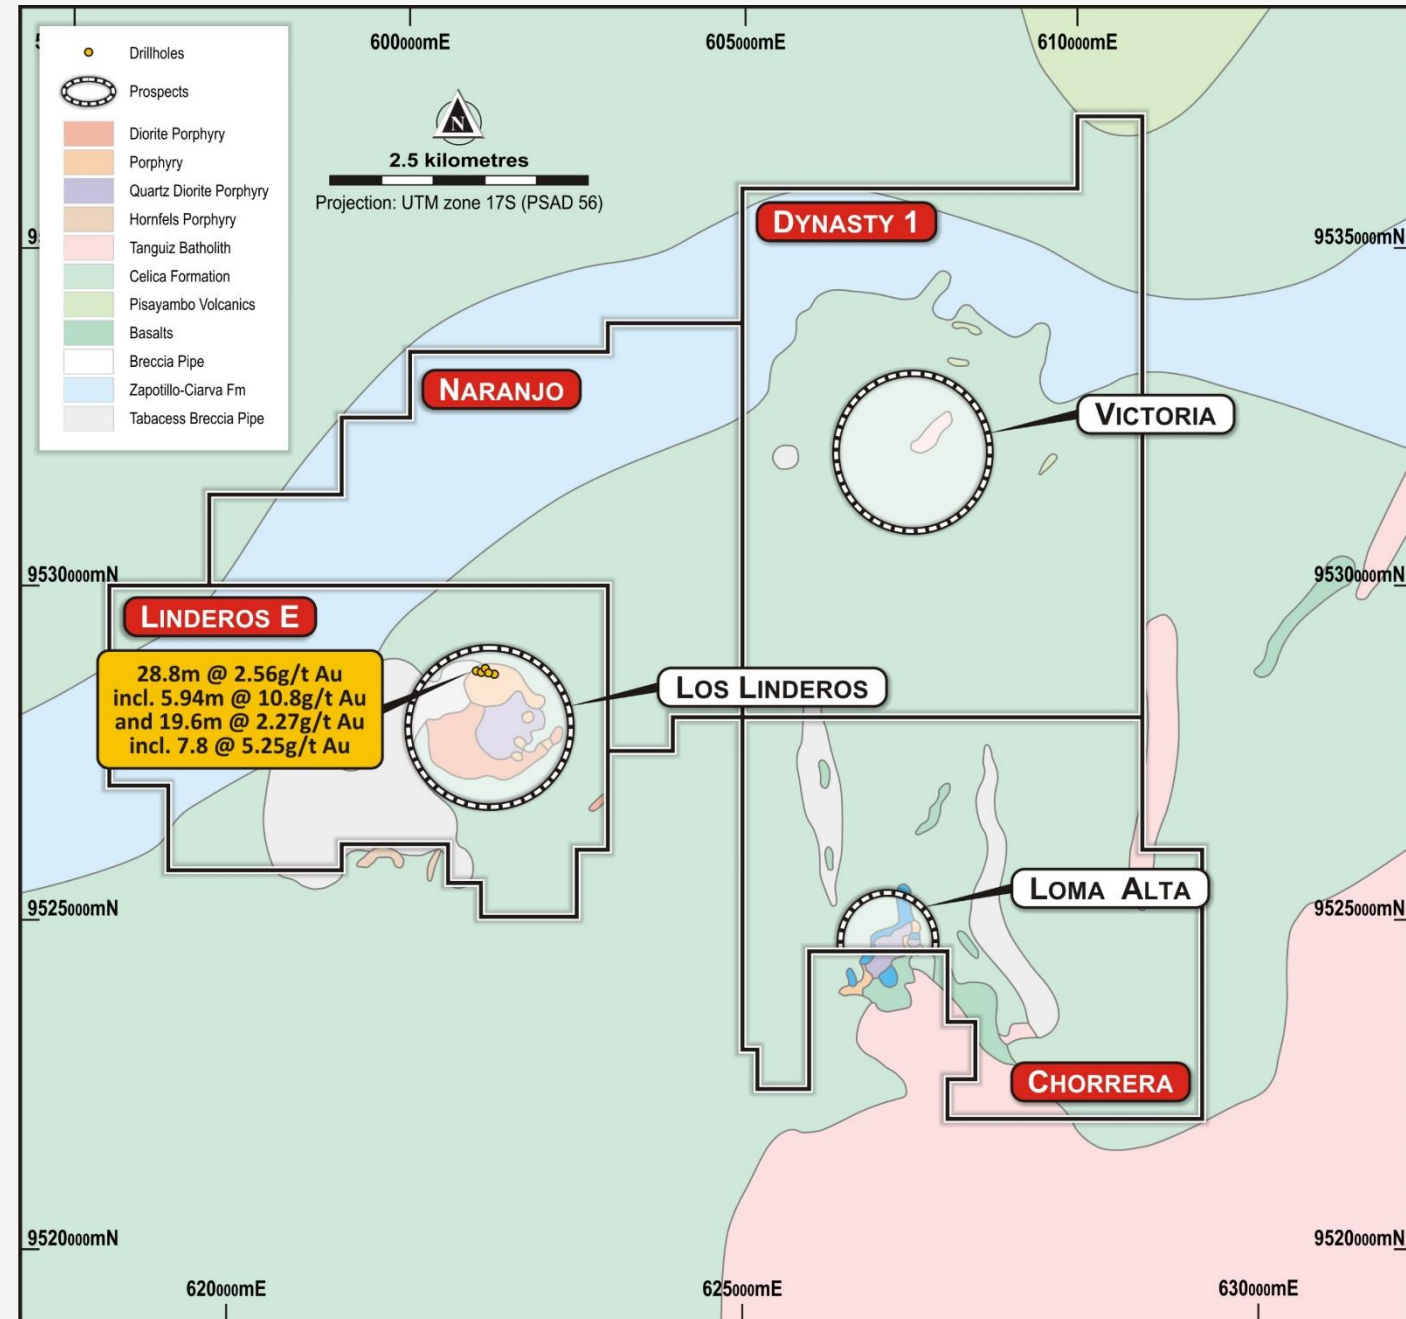 600000mE
605000mE
610000mE
Drillholes
Prospects
Diorite Porphyry
Porphyry
Quartz Diorite Porphyry
Hornfels Porphyry
Tanguiz Batholith
Celica Formation
Pisayambo Volcanics
Basalts
Breccia Pipe
Zapotillo-Ciarva Fm
Tabacess Breccia Pipe
N
2.5 kilometres
Projection: UTM zone 17S (PSAD 56)
DYNASTY 1
9535000mN
NARANJO
VICTORIA
9530000mN
9530000mN
LINDEROS E
28.8m @ 2.56g/t Au
incl. 5.94m @ 10.8g/t Au
and 19.6m @ 2.27g/t Au
incl. 7.8 @ 5.25g/t Au
LOS LINDEROS
LOMA ALTA
9525000mN
9525000mN
CHORRERA
9520000mN
9520000mN
620000mE
625000mE
630000mE